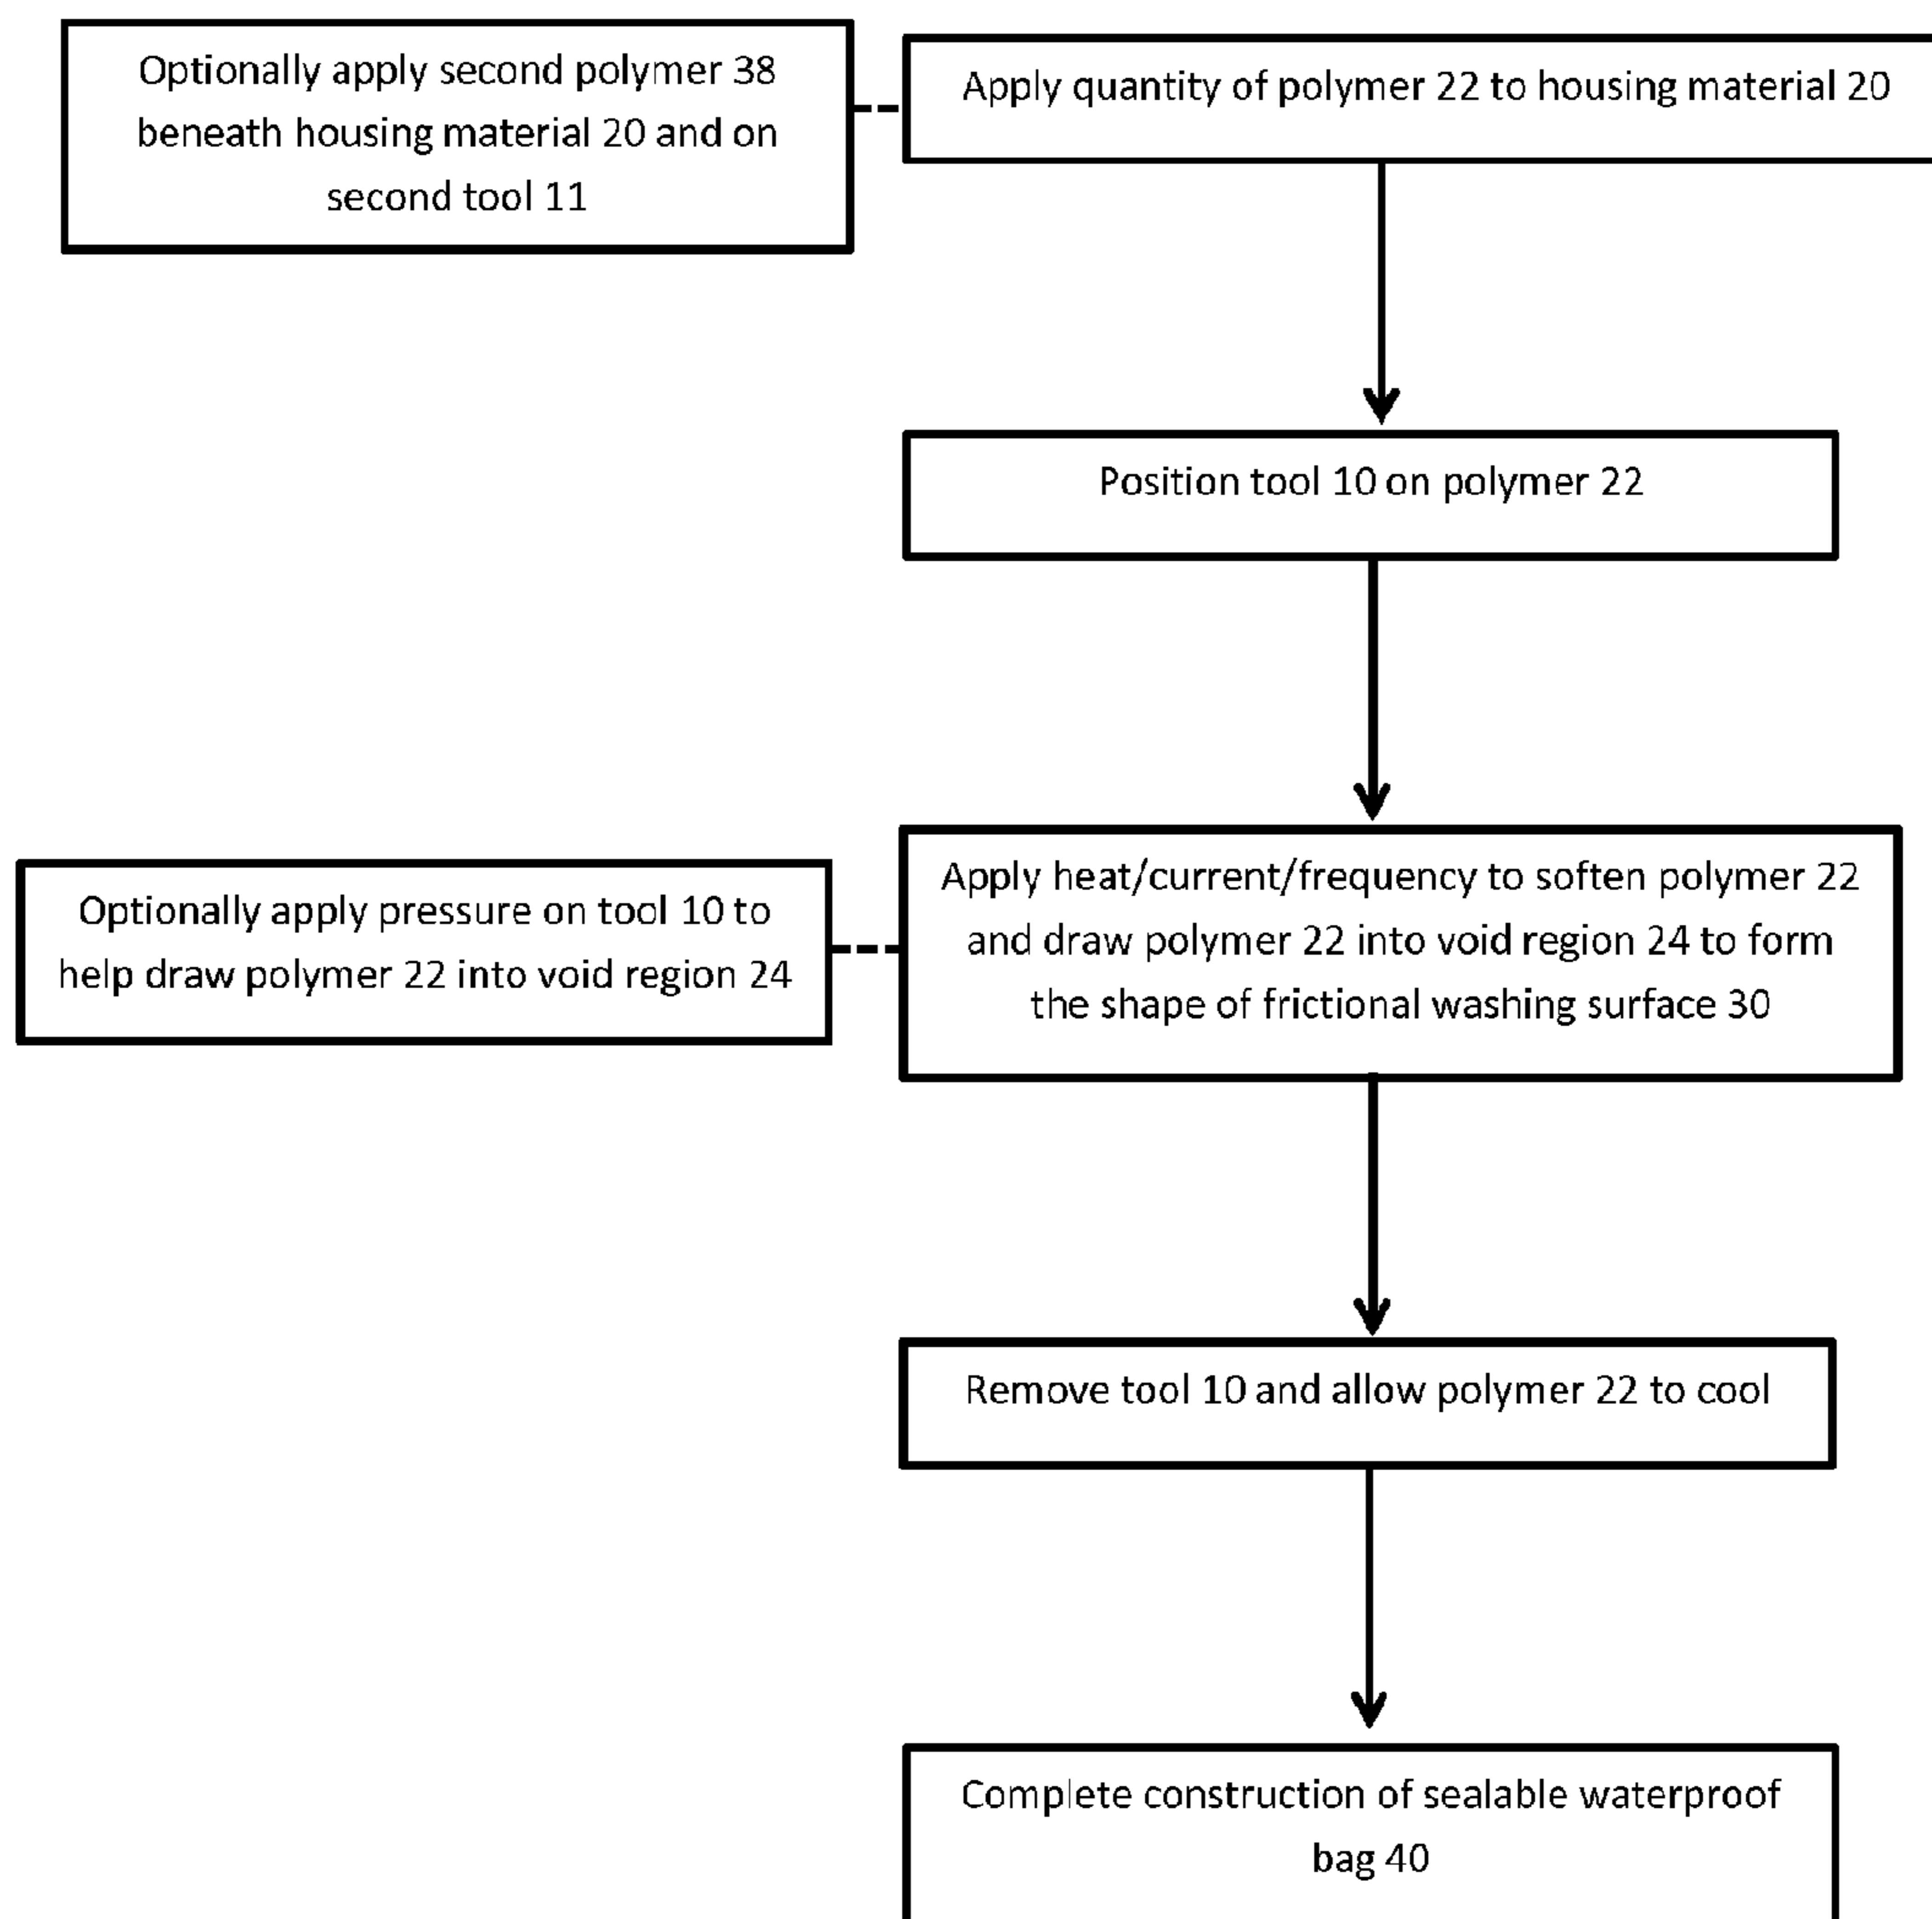 Optionally apply second polymer 38
beneath housing material 20 and on
second tool 11
Apply quantity of polymer 22 to housing material 20
Position tool 10 on polymer 22
Optionally apply pressure on tool 10 to
help draw polymer 22 into void region 24
Apply heat/current/frequency to soften polymer 22
and draw polymer 22 into void region 24 to form
the shape of frictional washing surface 30
Remove tool 10 and allow polymer 22 to cool
Complete construction of sealable waterproof
bag 40